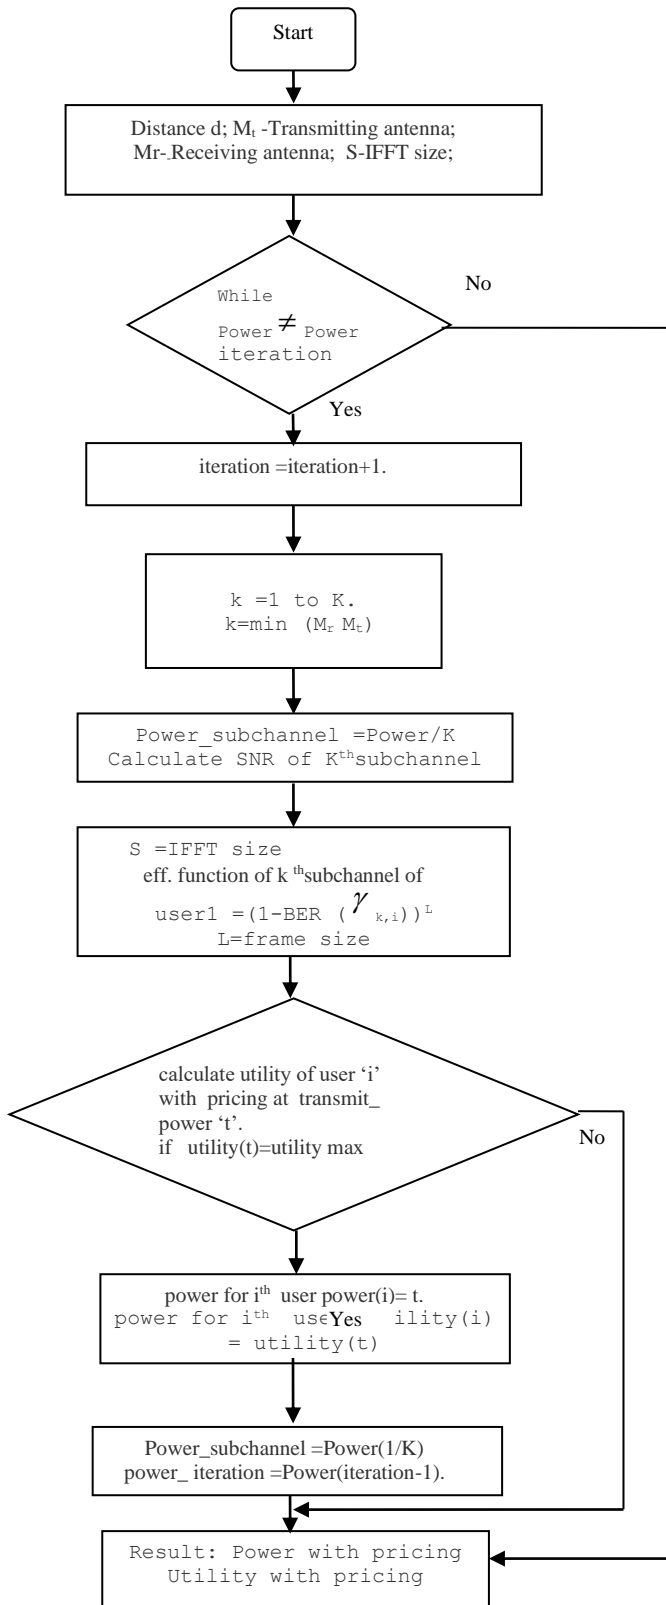 Start
Distance d; Mt -Transmitting antenna;
Mr-.Receiving antenna; S-IFFT size;
No
While
Power ≠ Power
iteration
Yes
iteration =iteration+1.
k =1 to K.
k=min (Mr Mt)
Power_subchannel =Power/K
Calculate SNR of Kthsubchannel
S =IFFT size
eff. function of k thsubchannel of
user1 =(1-BER (γ k,i))L
L=frame size
calculate utility of user ‘i’
with pricing at transmit_
power ‘t’.
if utility(t)=utility max
No
power for ith user power(i)= t.
power for ith Yes ility(i)
= utility(t)
Power_subchannel =Power(1/K)
power_ iteration =Power(iteration-1).
Result: Power with pricing
Utility with pricing